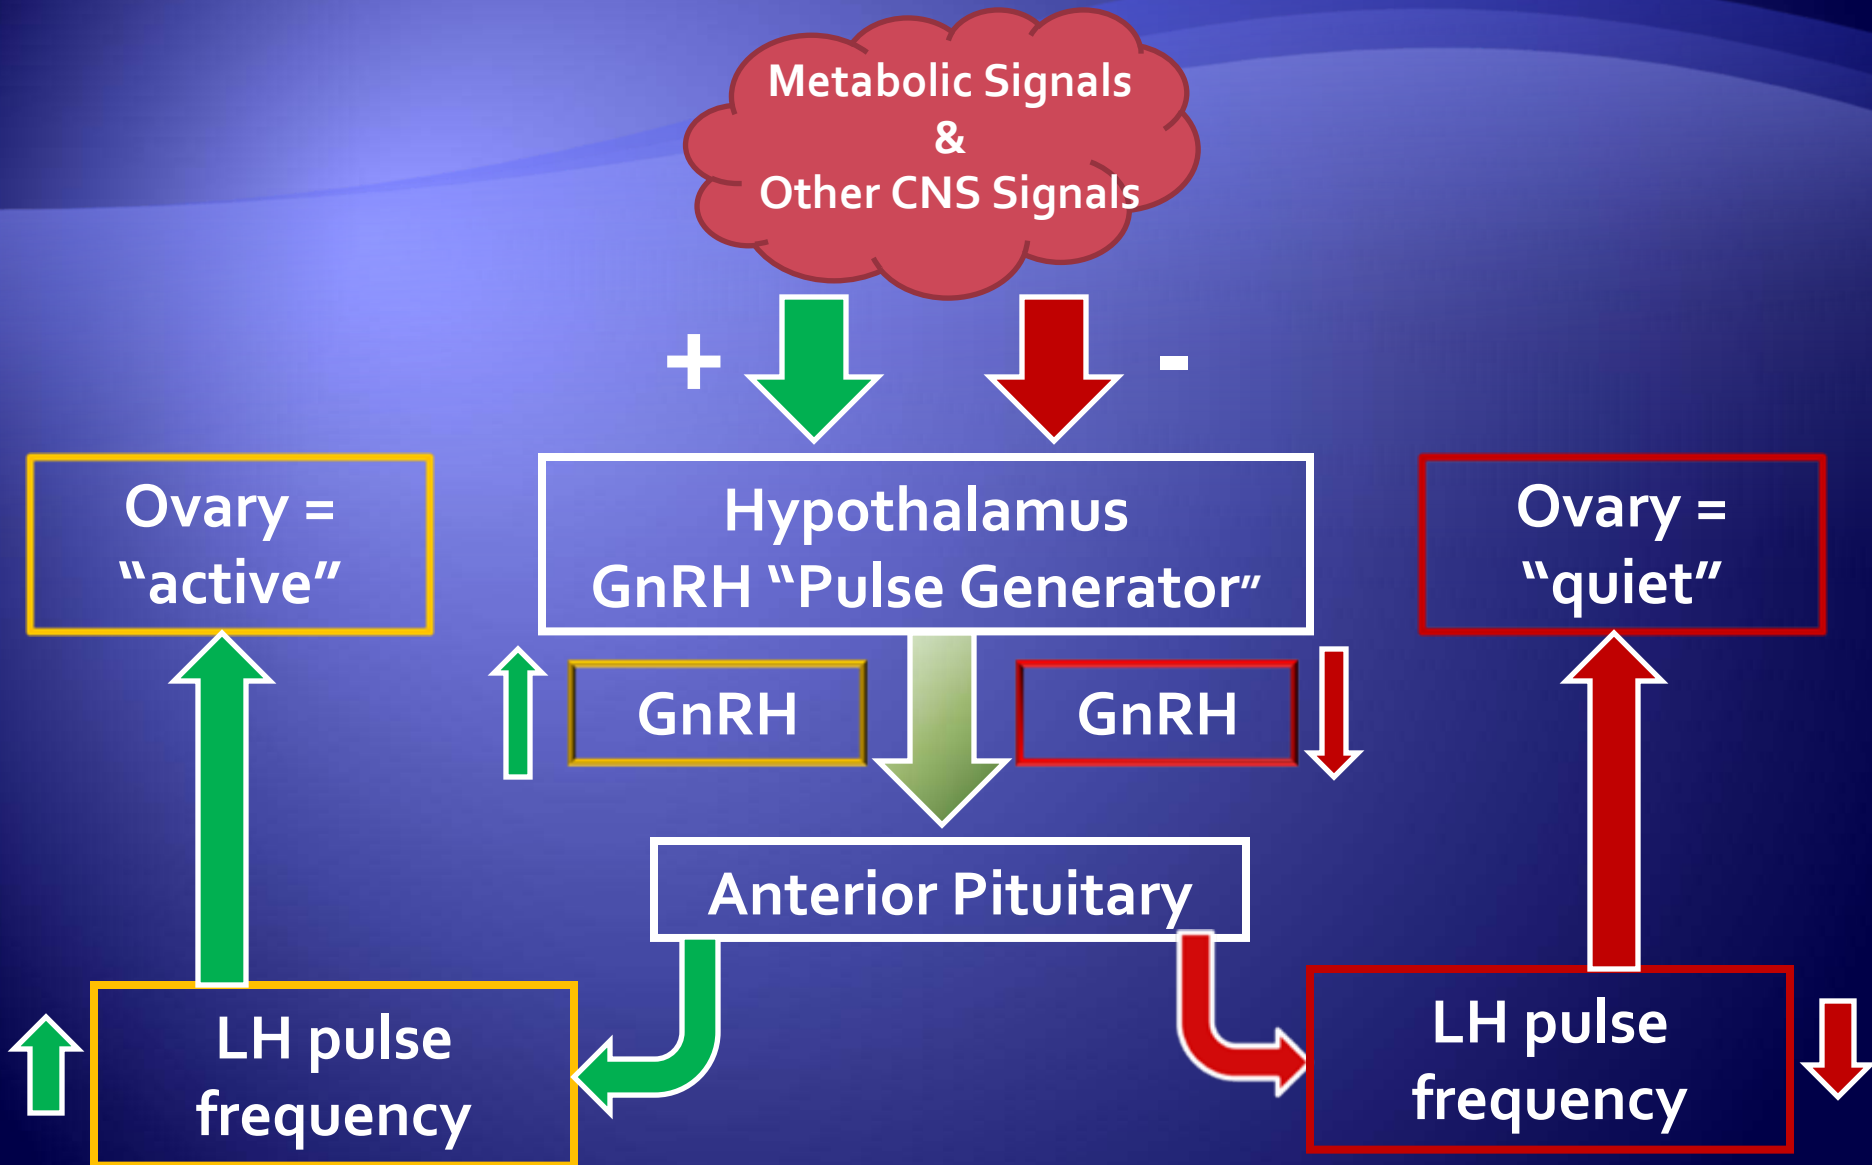 Metabolic Signals
&
Other CNS Signals
+
-
Ovary =
“active”
Hypothalamus
GnRH “Pulse Generator”
Ovary =
“quiet”
GnRH
GnRH
Anterior Pituitary
LH pulse
frequency
LH pulse
frequency